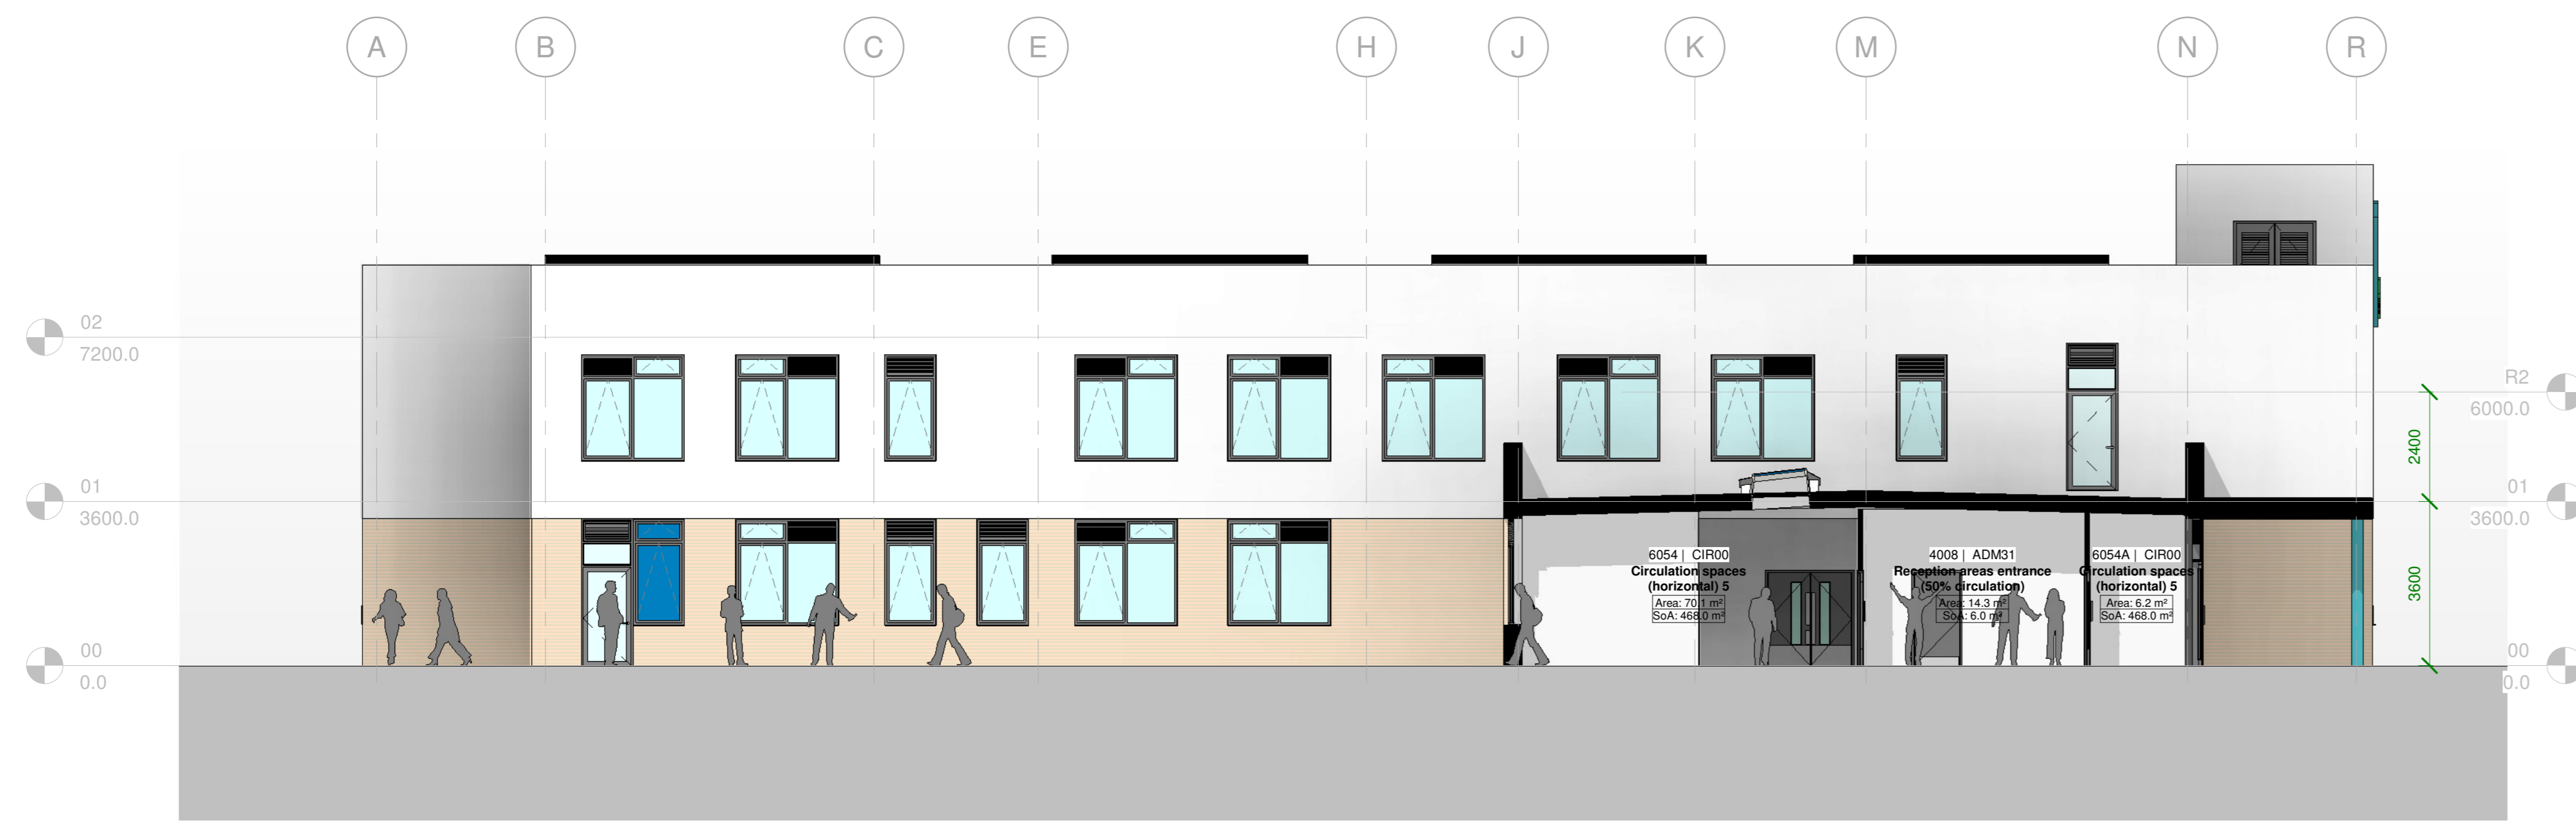 A B C E H J K M N R
02
7200.0
R2
6000.0
2400
01
3600.0
01
3600.0
6054 | CIR00
Circulation spaces
(horizontal) 5
Area: 70.1 m²
SoA: 468.0 m²
4008 | ADM31
Reception areas entrance
(50% circulation)
Area: 14.3 m²
SoA: 6.0 m²
6054A | CIR00
Circulation spaces
(horizontal) 5
Area: 6.2 m²
SoA: 468.0 m²
3600
00
0.0
00
0.0